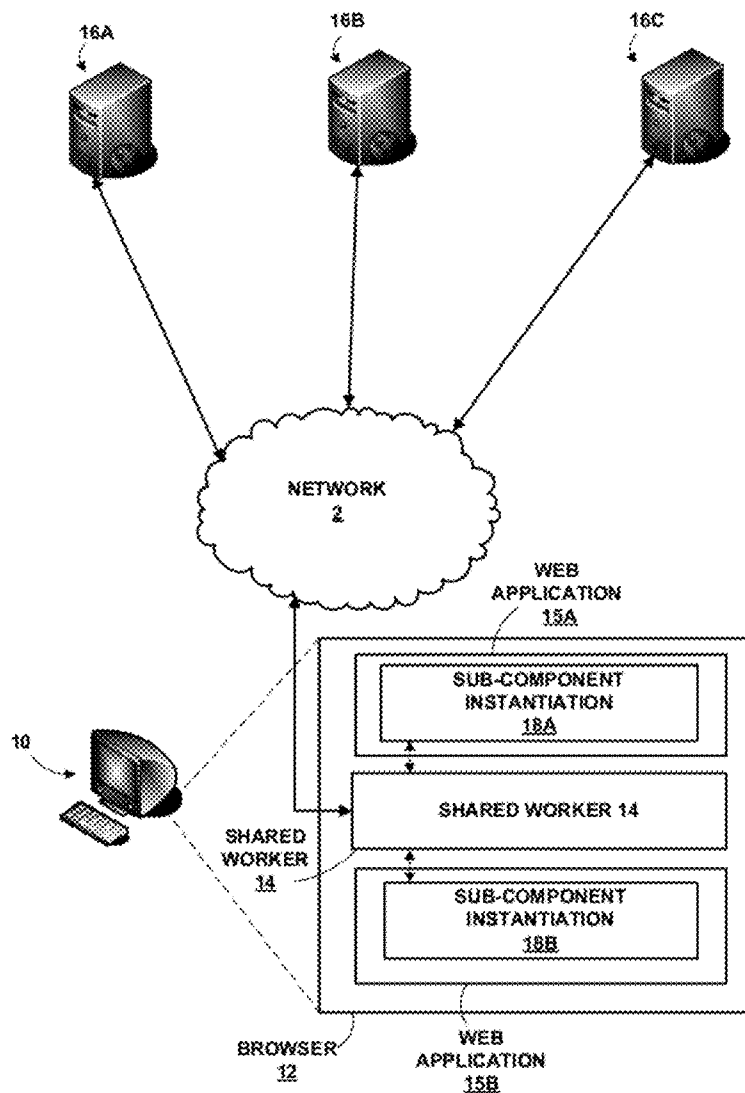 16A
16B
16C
NETWORK
2
WEB
APPLICATION
15A
SUB-COMPONENT
INSTANTIATION
18A
10
SHARED WORKER 14
SHARED
WORKER
14
SUB-COMPONENT
INSTANTIATION
18B
BROWSER
12
WEB
APPLICATION
15B